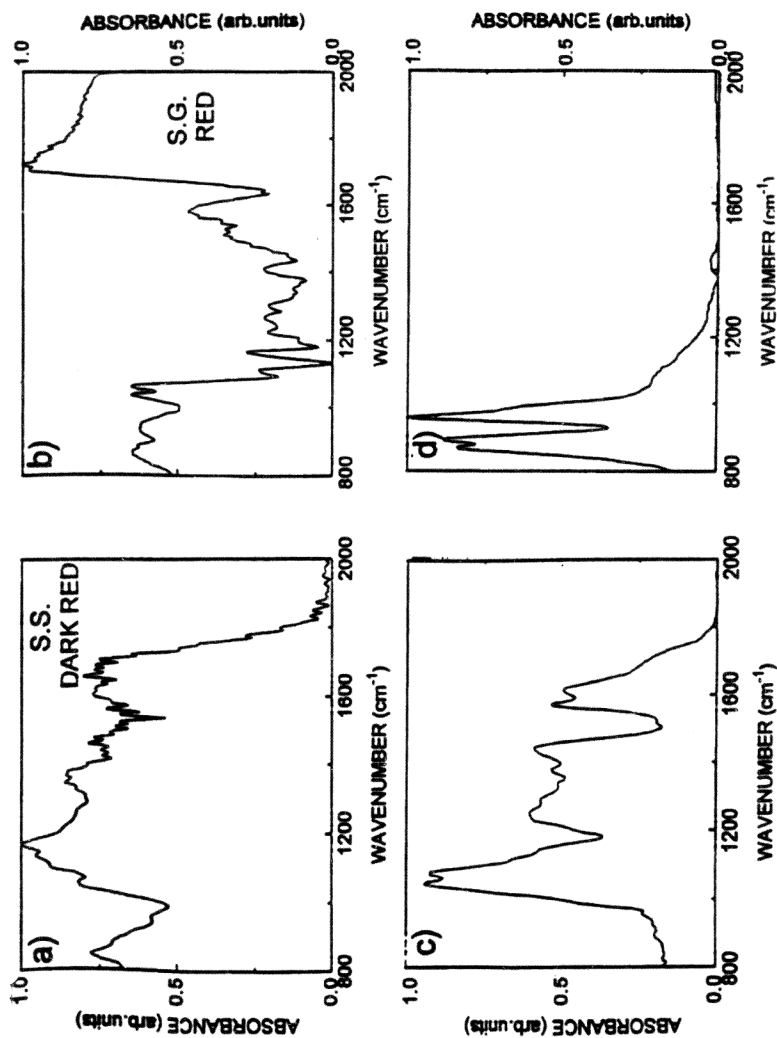 a)
S.S.
DARK RED
1.0
0.5
0.0
ABSORBANCE (arb.units)
800
1200
1600
2000
WAVENUMBER (cm-1)
b)
S.G.
RED
1.0
0.5
0.0
ABSORBANCE (arb.units)
800
1200
1600
2000
WAVENUMBER (cm-1)
c)
1.0
0.5
0.0
ABSORBANCE (arb.units)
800
1200
1600
2000
WAVENUMBER (cm-1)
d)
1.0
0.5
0.0
ABSORBANCE (arb.units)
800
1200
1600
2000
WAVENUMBER (cm-1)